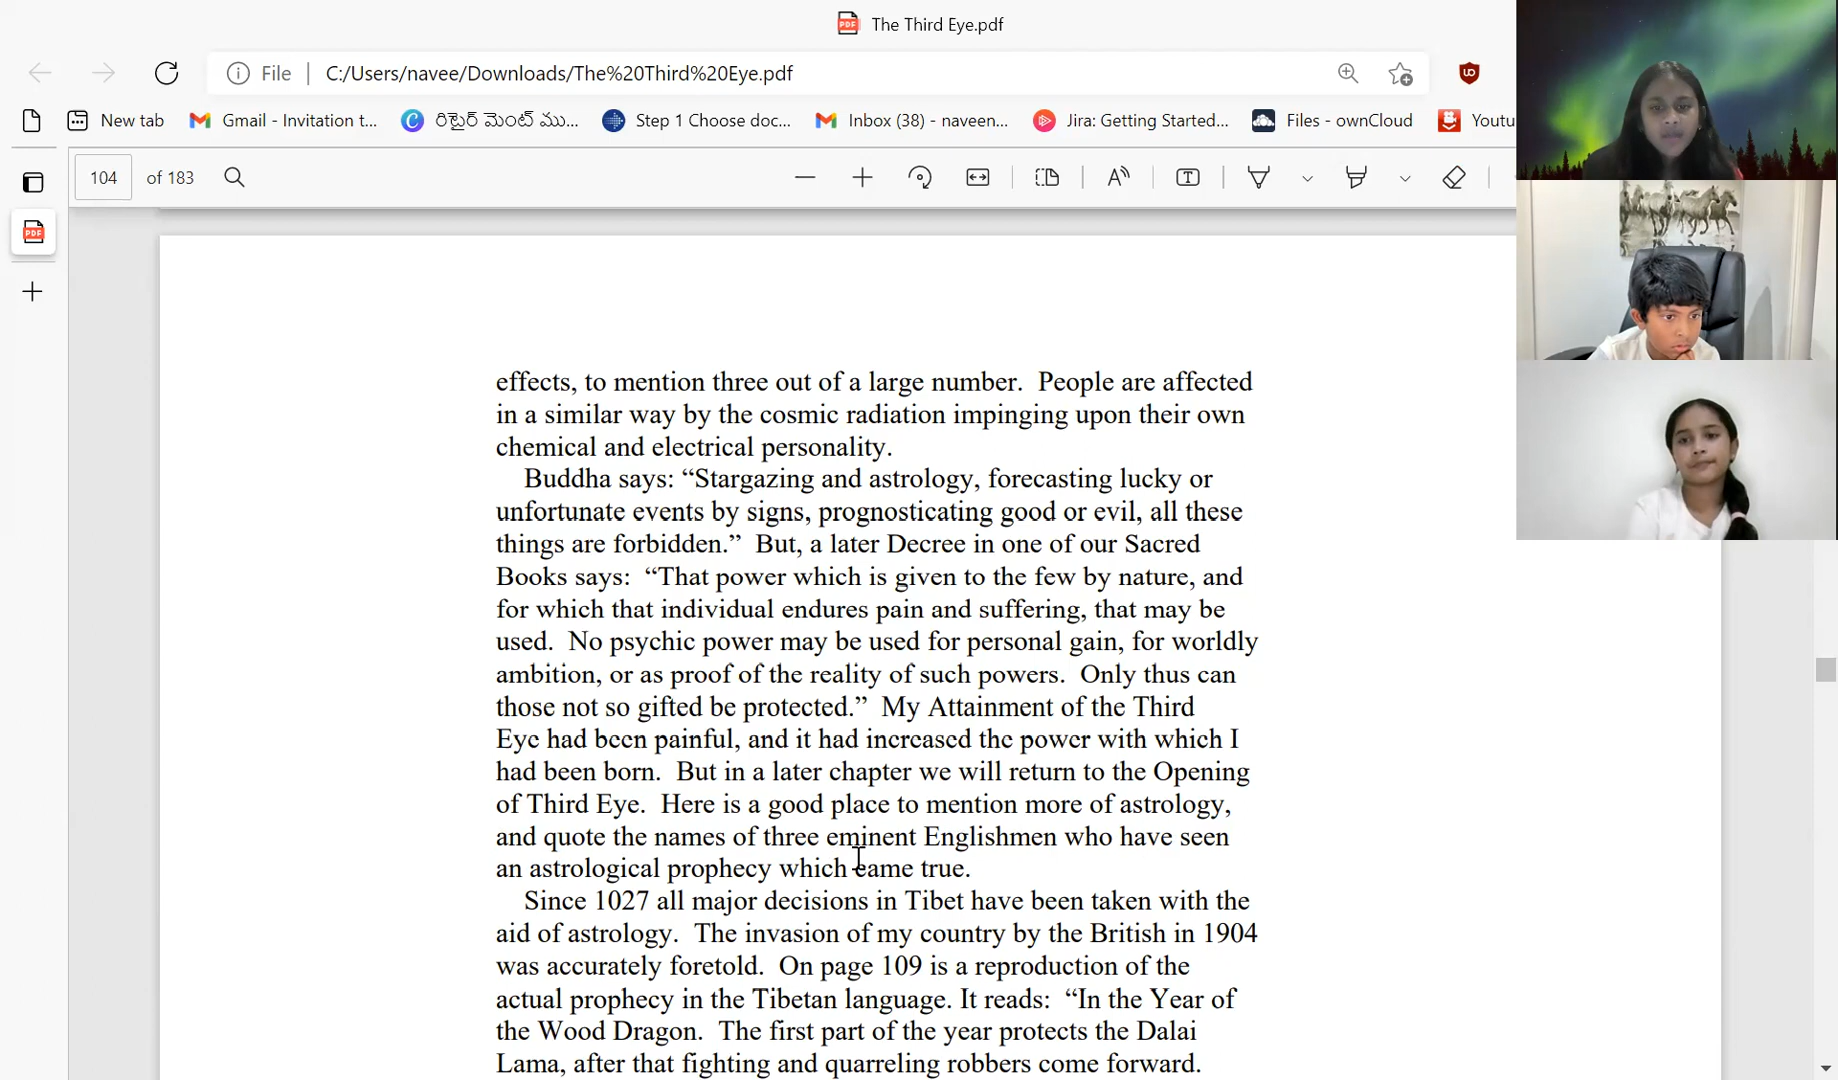 The Third Eye.pdf
File | C:/Users/navee/Downloads/The%20Third%20Eye.pdf
New tab
Gmail - Invitation t...
రిటైర్ మెంట్ ము...
Step 1 Choose doc...
Inbox (38) - naveen...
Jira: Getting Started...
Files - ownCloud
Youtu
104 of 183
effects, to mention three out of a large number. People are affected
in a similar way by the cosmic radiation impinging upon their own
chemical and electrical personality.
Buddha says: “Stargazing and astrology, forecasting lucky or
unfortunate events by signs, prognosticating good or evil, all these
things are forbidden.” But, a later Decree in one of our Sacred
Books says: “That power which is given to the few by nature, and
for which that individual endures pain and suffering, that may be
used. No psychic power may be used for personal gain, for worldly
ambition, or as proof of the reality of such powers. Only thus can
those not so gifted be protected.” My Attainment of the Third
Eye had been painful, and it had increased the power with which I
had been born. But in a later chapter we will return to the Opening
of Third Eye. Here is a good place to mention more of astrology,
and quote the names of three eminent Englishmen who have seen
an astrological prophecy which came true.
Since 1027 all major decisions in Tibet have been taken with the
aid of astrology. The invasion of my country by the British in 1904
was accurately foretold. On page 109 is a reproduction of the
actual prophecy in the Tibetan language. It reads: “In the Year of
the Wood Dragon. The first part of the year protects the Dalai
Lama, after that fighting and quarreling robbers come forward.